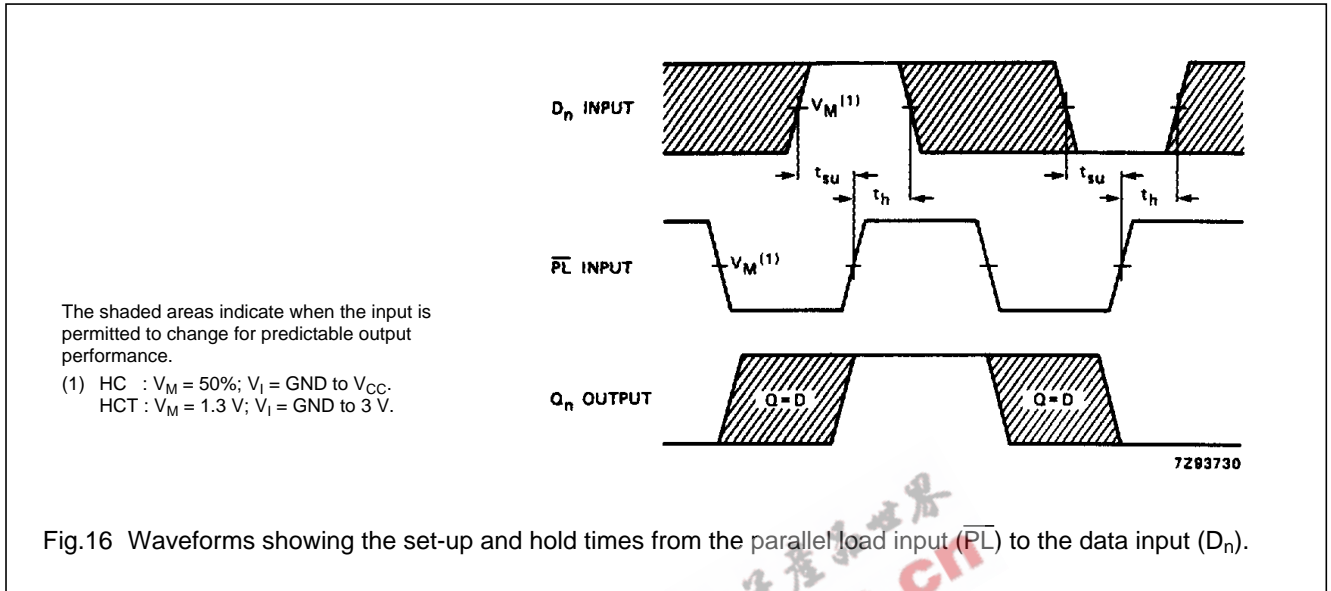 Dn INPUT
VM(1)
tsu
th
tsu
th
PL INPUT
VM(1)
The shaded areas indicate when the input is
permitted to change for predictable output
performance.
(1) HC : VM = 50%; VI = GND to VCC.
HCT : VM = 1.3 V; VI = GND to 3 V.
Qn OUTPUT
Q=D
Q=D
7Z93730
Fig.16 Waveforms showing the set-up and hold times from the parallel load input (PL) to the data input (Dn).
.cn